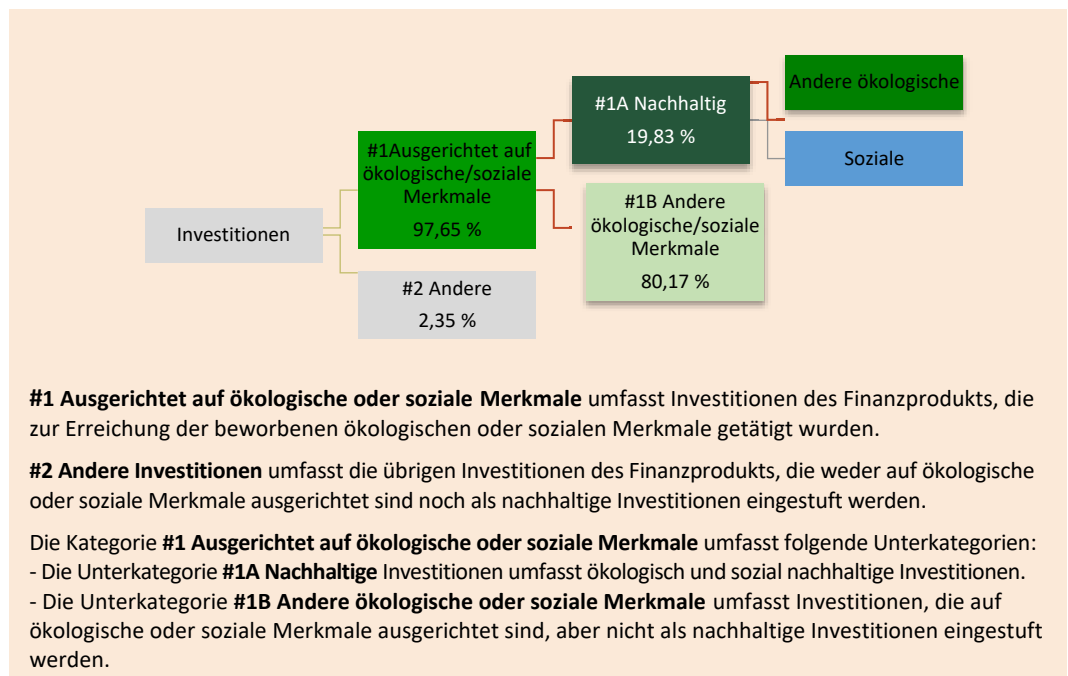 Andere ökologische
#1A Nachhaltig
19,83 %
Soziale
#1Ausgerichtet auf
ökologische/soziale
Merkmale
97,65 %
#1B Andere
ökologische/soziale
Merkmale
80,17 %
Investitionen
#2 Andere
2,35 %
#1 Ausgerichtet auf ökologische oder soziale Merkmale umfasst Investitionen des Finanzprodukts, die
zur Erreichung der beworbenen ökologischen oder sozialen Merkmale getätigt wurden.
#2 Andere Investitionen umfasst die übrigen Investitionen des Finanzprodukts, die weder auf ökologische
oder soziale Merkmale ausgerichtet sind noch als nachhaltige Investitionen eingestuft werden.
Die Kategorie #1 Ausgerichtet auf ökologische oder soziale Merkmale umfasst folgende Unterkategorien:
- Die Unterkategorie #1A Nachhaltige Investitionen umfasst ökologisch und sozial nachhaltige Investitionen.
- Die Unterkategorie #1B Andere ökologische oder soziale Merkmale umfasst Investitionen, die auf
ökologische oder soziale Merkmale ausgerichtet sind, aber nicht als nachhaltige Investitionen eingestuft
werden.